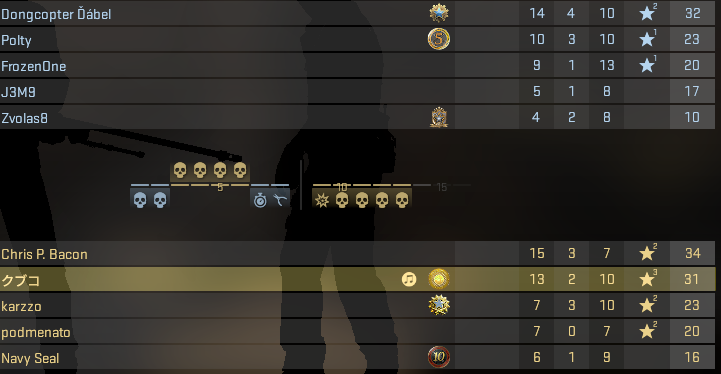 Dongcopter Ďábel 14 4 10 2 32
Polty 5 10 3 10 1 23
FrozenOne 9 1 13 1 20
J3M9 5 1 8 17
Zvolas8 4 2 8 10
5 10 15
Chris P. Bacon 15 3 7 2 34
クブコ 13 2 10 3 31
karzzo 7 3 10 2 23
podmenato 7 0 7 2 20
Navy Seal 10 6 1 9 16